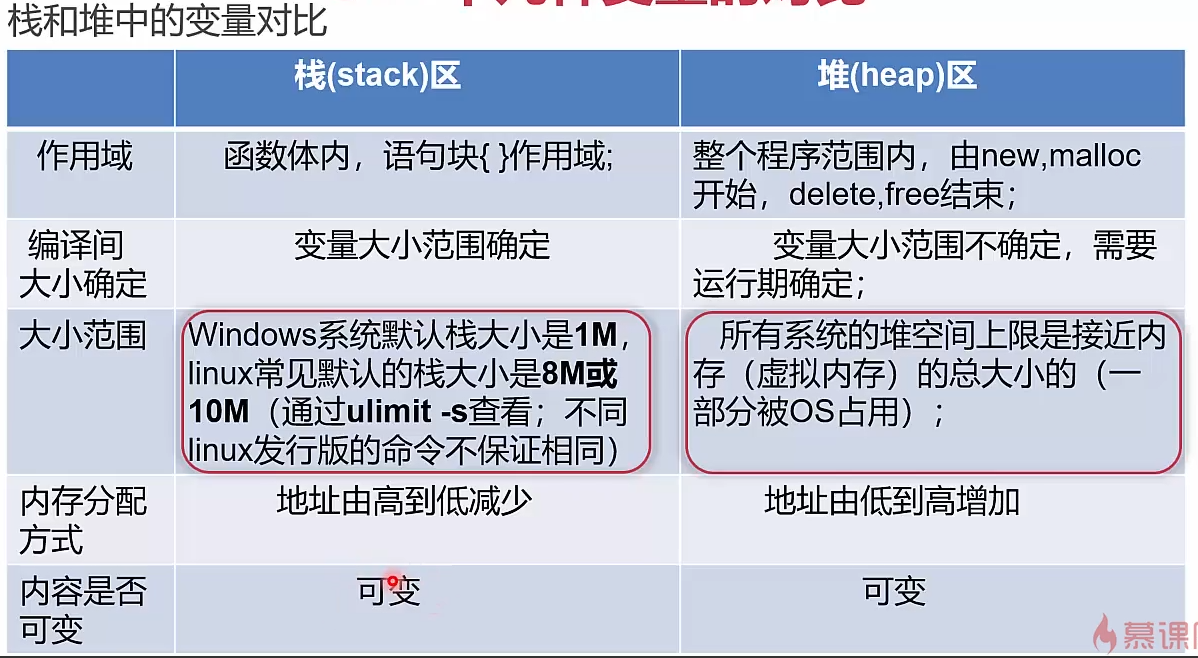 栈和堆中的变量对比
栈(stack)区
堆(heap)区
作用域
函数体内，语句块{ }作用域;
整个程序范围内，由new,malloc
开始，delete,free结束；
编译间
大小确定
变量大小范围确定
变量大小范围不确定，需要
运行期确定；
大小范围
Windows系统默认栈大小是1M，
linux常见默认的栈大小是8M或
10M（通过ulimit -s查看；不同
linux发行版的命令不保证相同）
所有系统的堆空间上限是接近内
存（虚拟内存）的总大小的（一
部分被OS占用）；
内存分配
方式
地址由高到低减少
地址由低到高增加
内容是否
可变
可变
可变
慕课